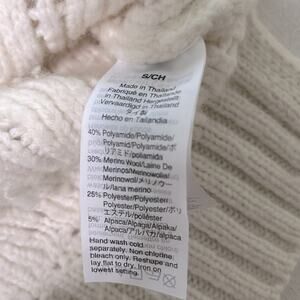 S/CH
Made in Thailand
Fabriqué en Thaïlande
in Thailand Hergestellt
Vervaardigd in Thailand
タイ製
Hecho en Tailandia
40% Polyamide/Polyamide/
Polyamid/Polyamide/ポ
リアミド/poliamida
30% Merino Wool/Laine De
Merinos/Merinowolle/
Merinowol/メリノウー
ル/lana merino
25% Polyester/Polyester/
Polyester/Polyester/ポリ
エステル/poliéster
5% Alpaca/Alpaga/Alpaka/
Alpaca/アルパカ/alpaca
Hand wash cold,
separately. Non chlorine
bleach only. Reshape and
lay flat to dry. Iron on
lowest setting.